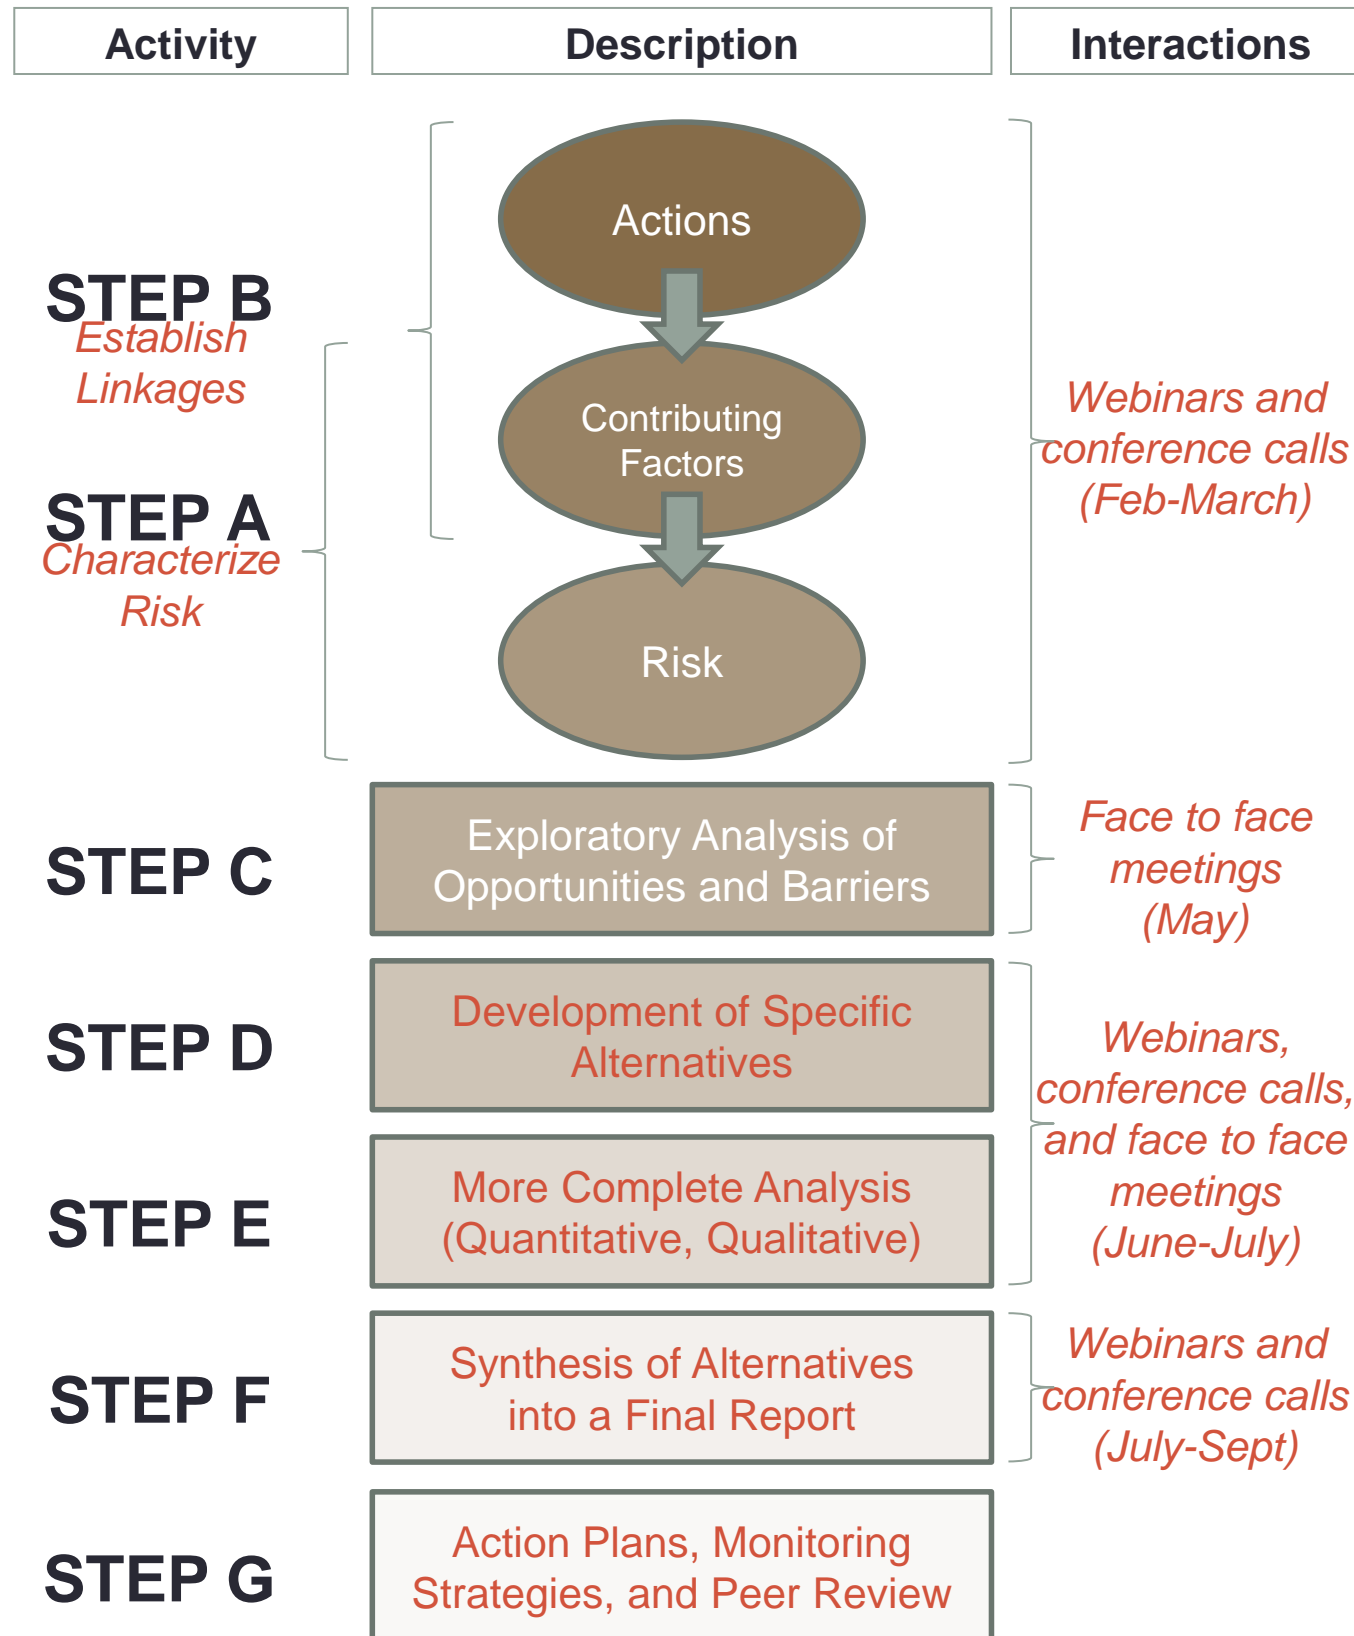 Activity
Description
Interactions
STEP B
Establish
Linkages
STEP A
Characterize
Risk
Actions
Contributing
Factors
Risk
Webinars and
conference calls
(Feb-March)
STEP C
Exploratory Analysis of
Opportunities and Barriers
Face to face
meetings
(May)
STEP D
Development of Specific
Alternatives
STEP E
More Complete Analysis
(Quantitative, Qualitative)
Webinars,
conference calls,
and face to face
meetings
(June-July)
STEP F
Synthesis of Alternatives
into a Final Report
Webinars and
conference calls
(July-Sept)
STEP G
Action Plans, Monitoring
Strategies, and Peer Review